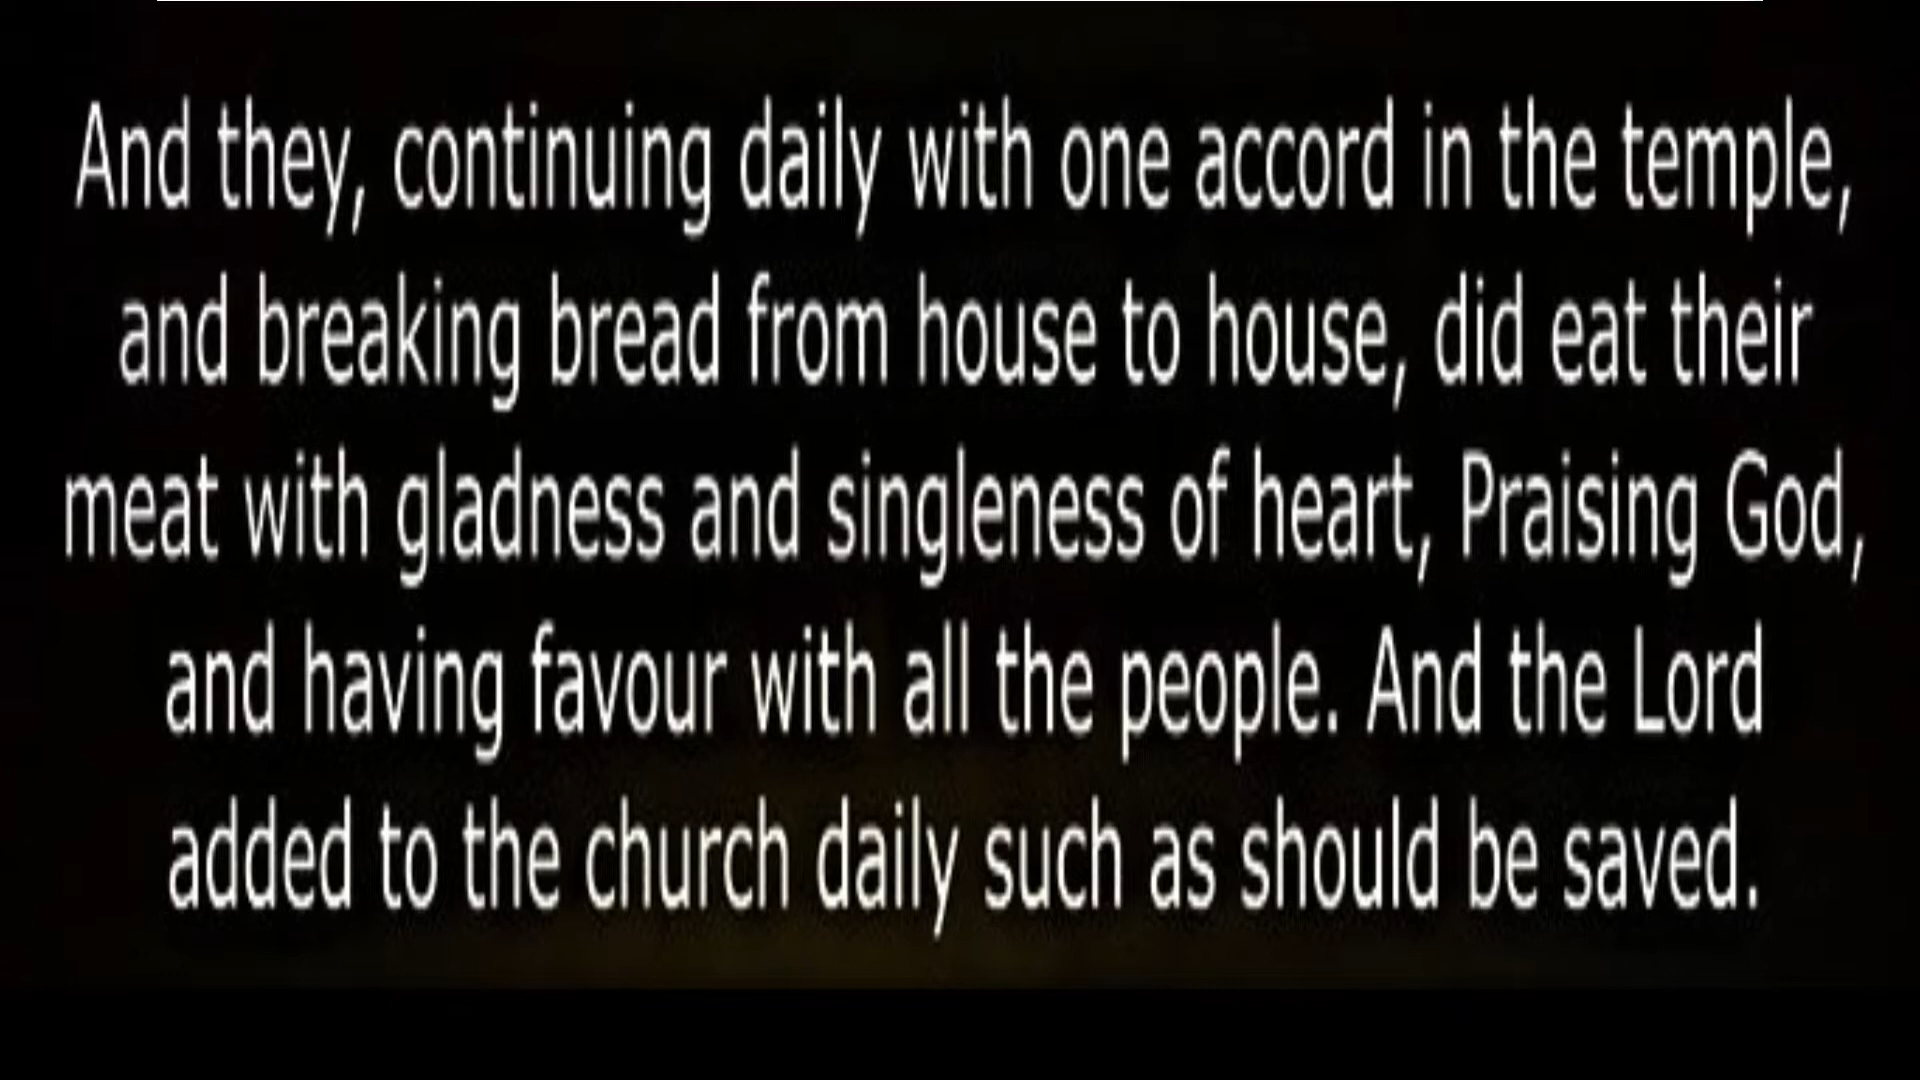 And they, continuing daily with one accord in the temple,
and breaking bread from house to house, did eat their
meat with gladness and singleness of heart, Praising God,
and having favour with all the people. And the Lord
added to the church daily such as should be saved.